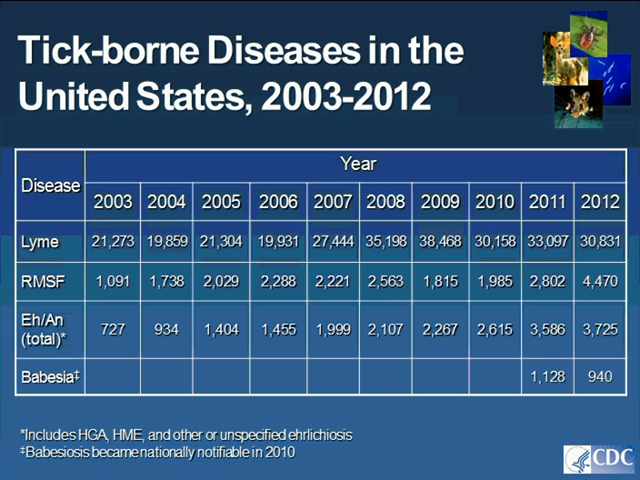 Tick-borne Diseases in the
United States, 2003-2012
Disease Year
2003 2004 2005 2006 2007 2008 2009 2010 2011 2012
Lyme 21,273 19,859 21,304 19,931 27,444 35,198 38,468 30,158 33,097 30,831
RMSF 1,091 1,738 2,029 2,288 2,221 2,563 1,815 1,985 2,802 4,470
Eh/An
(total)* 727 934 1,404 1,455 1,999 2,107 2,267 2,615 3,586 3,725
Babesia‡ 1,128 940
*Includes HGA, HME, and other or unspecified ehrlichiosis
‡Babesiosis became nationally notifiable in 2010
CDC